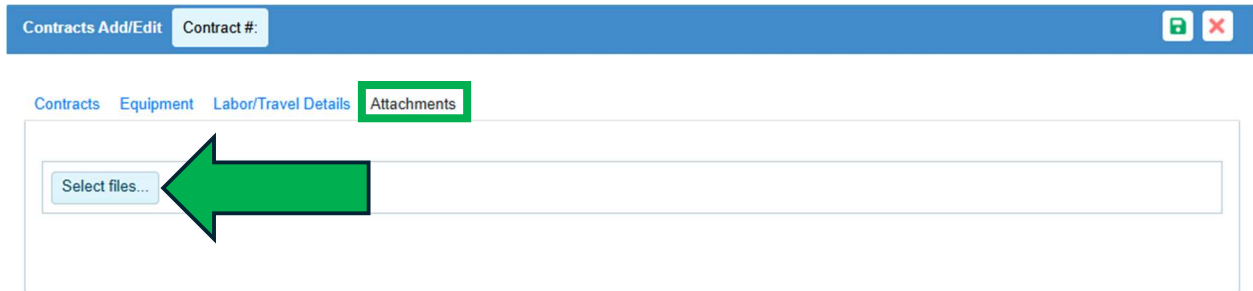 Contracts Add/Edit Contract #:
Contracts Equipment Labor/Travel Details Attachments
Select files...